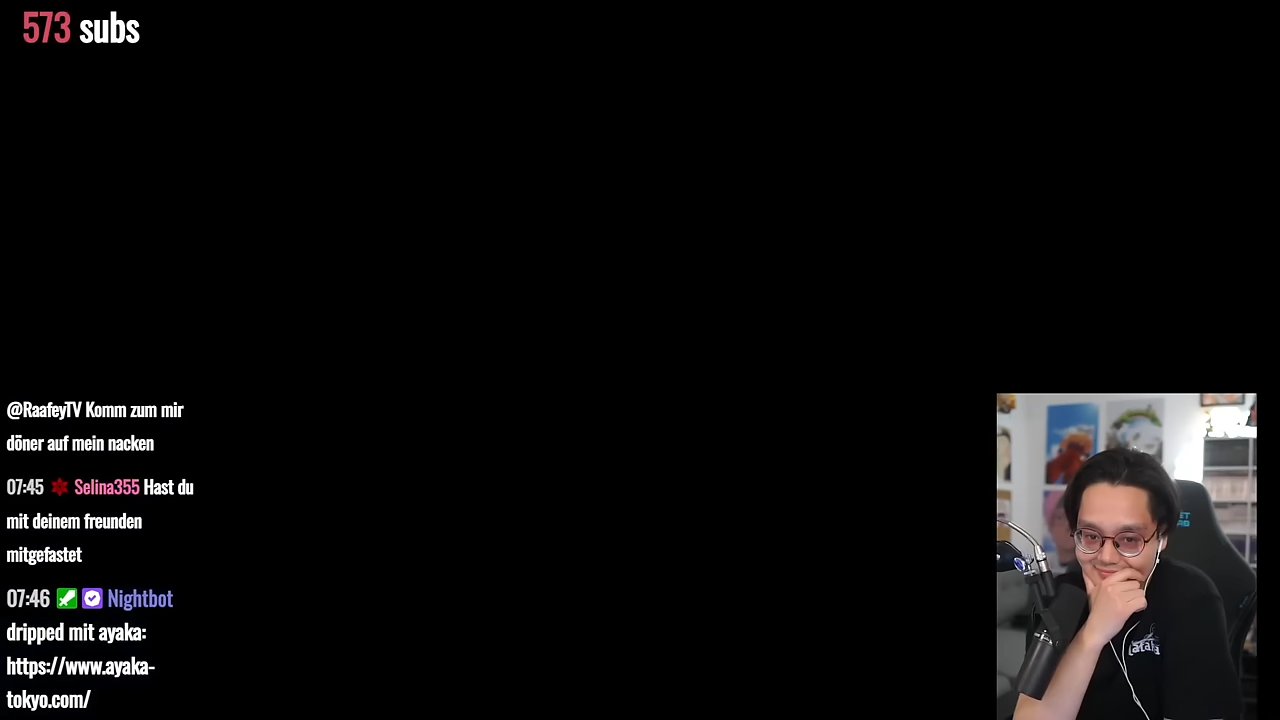 573 subs
@RaafeyTV Komm zum mir
döner auf mein nacken
07:45 Selina355 Hast du
mit deinem freunden
mitgefastet
07:46 Nightbot
dripped mit ayaka:
https://www.ayaka-
tokyo.com/